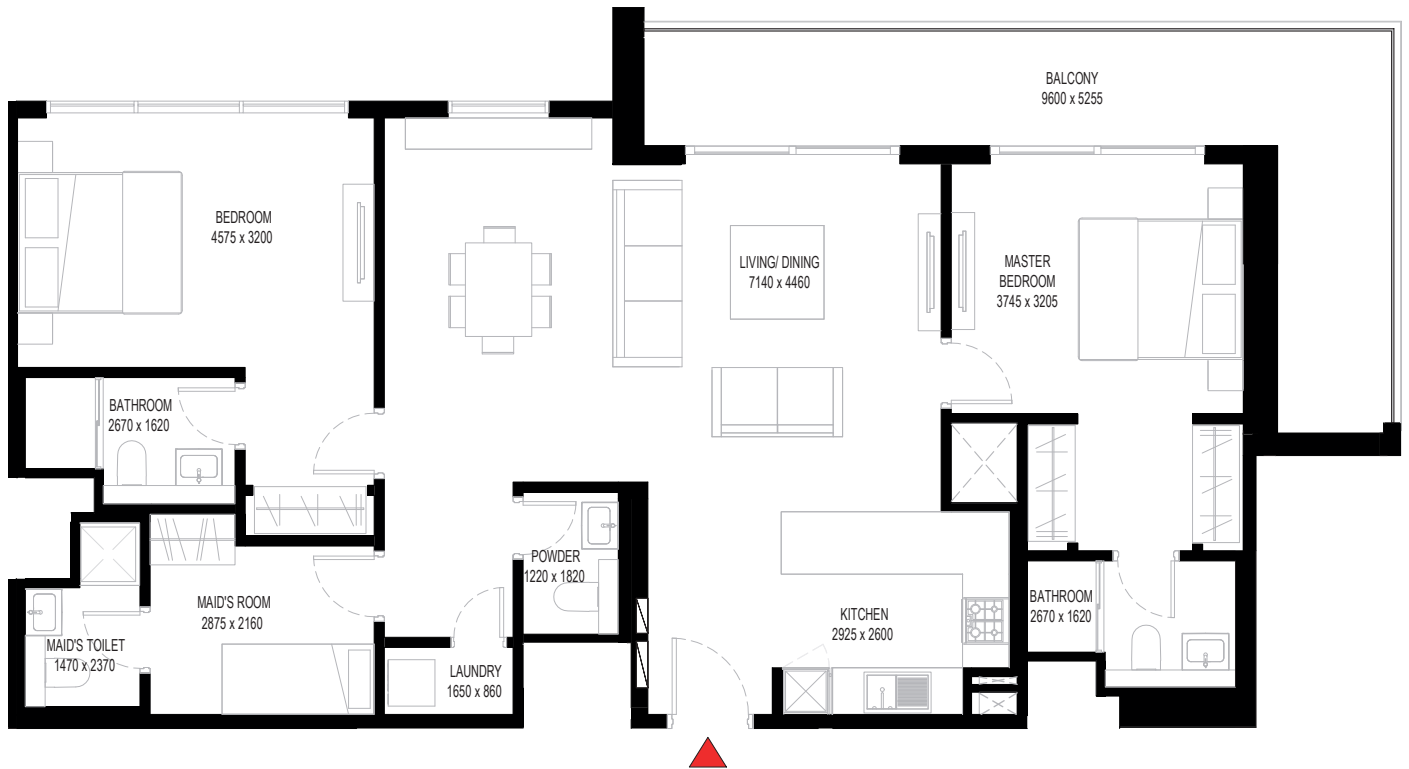 BALCONY
9600 x 5255
BEDROOM
4575 x 3200
LIVING/ DINING
7140 x 4460
MASTER
BEDROOM
3745 x 3205
BATHROOM
2670 x 1620
POWDER
1220 x 1820
MAID'S ROOM
2875 x 2160
KITCHEN
2925 x 2600
BATHROOM
2670 x 1620
MAID'S TOILET
1470 x 2370
LAUNDRY
1650 x 860